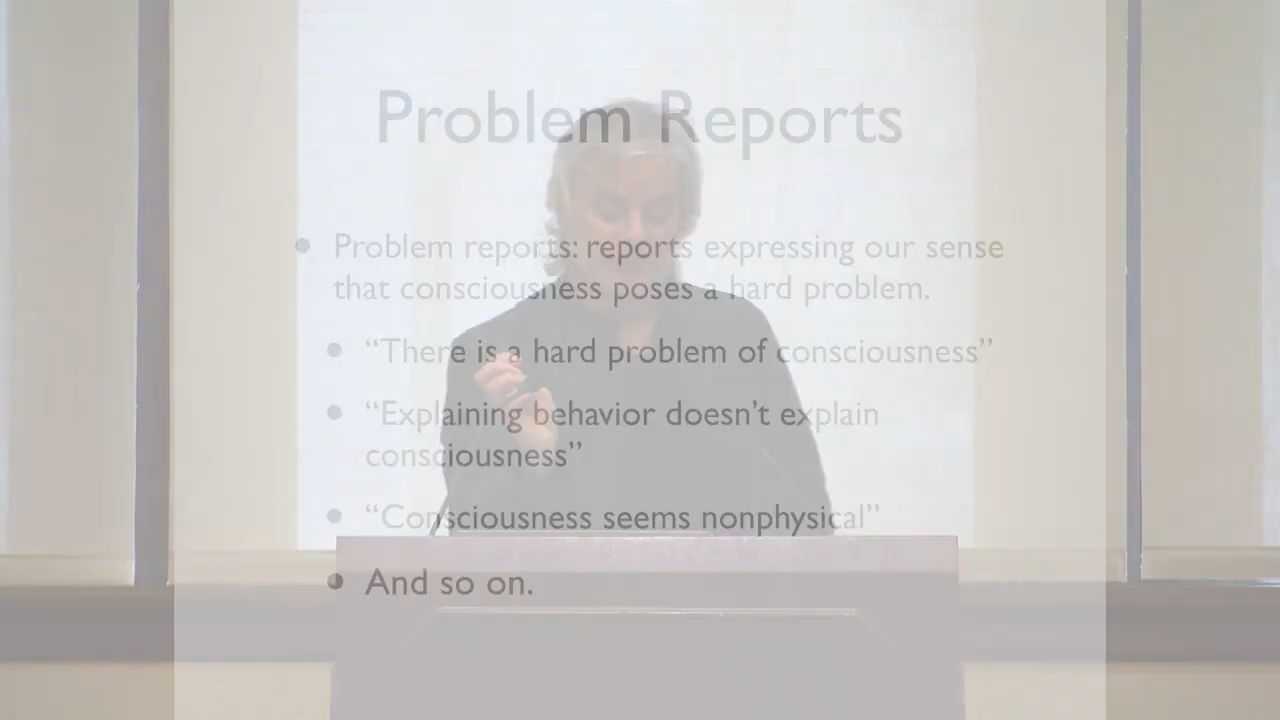 Problem Reports
• Problem reports: reports expressing our sense
that consciousness poses a hard problem.
• “There is a hard problem of consciousness”
• “Explaining behavior doesn’t explain
consciousness”
• “Consciousness seems nonphysical”
• And so on.